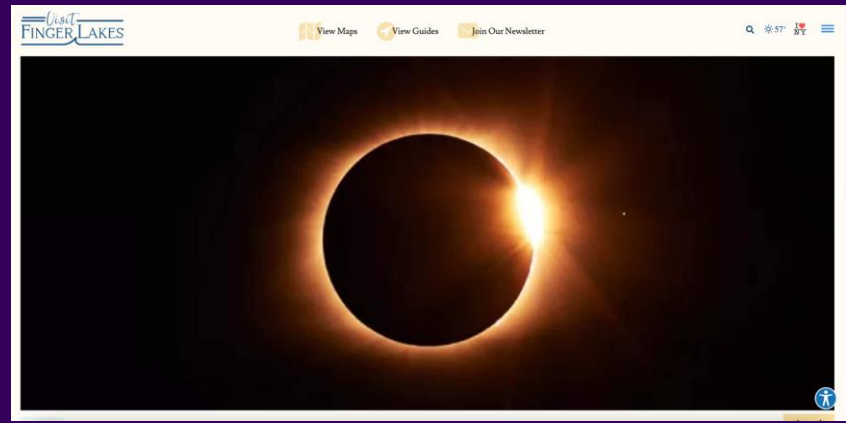 Visit
FINGER LAKES
View Maps
View Guides
Join Our Newsletter
57°
I
NY